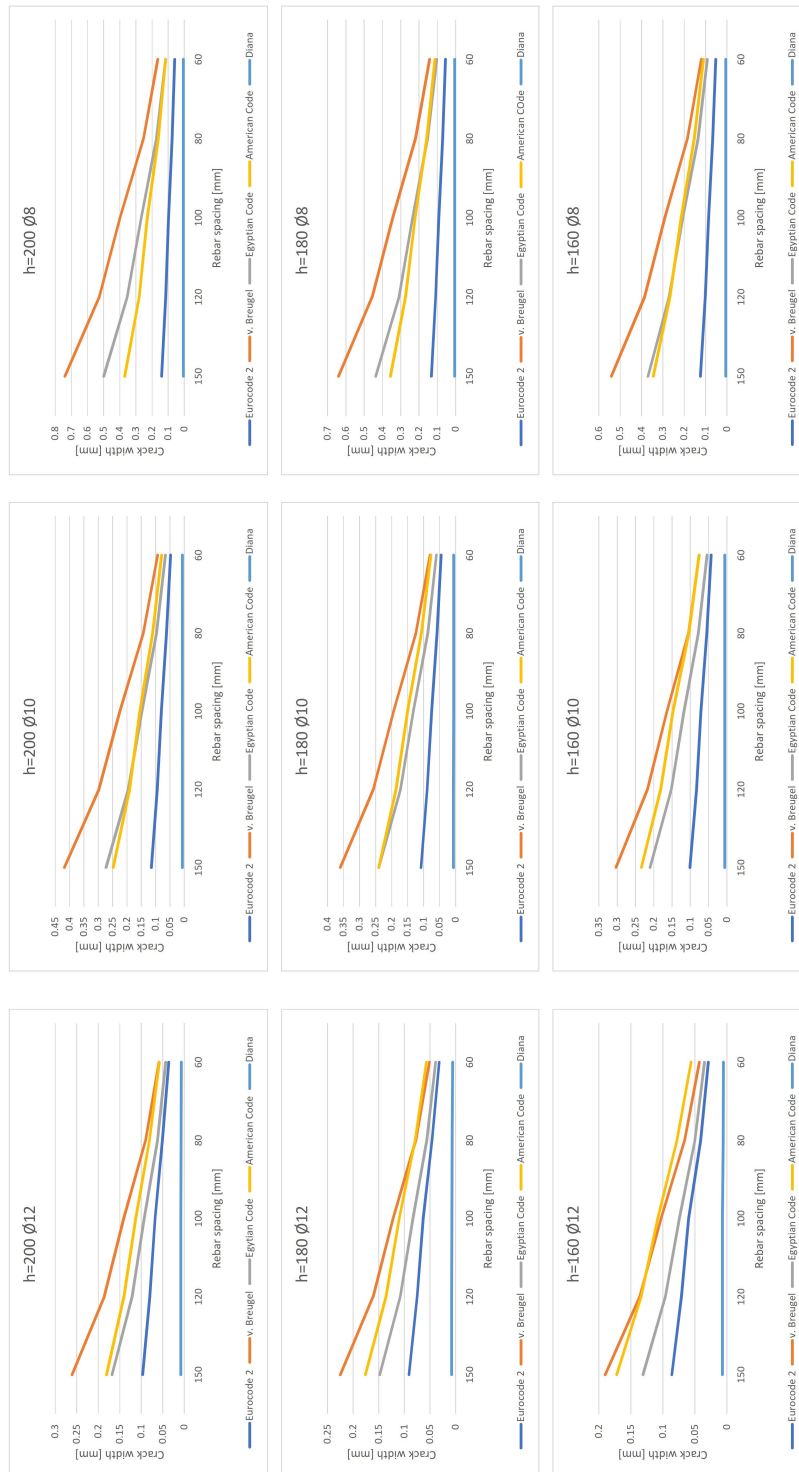 h=200 Ø12
Crack width [mm]
0.3
0.25
0.2
0.15
0.1
0.05
0
150 120 100 80 60
Rebar spacing [mm]
Eurocode 2 v. Breugel Egytian Code American Code Diana
h=200 Ø10
Crack width [mm]
0.45
0.4
0.35
0.3
0.25
0.2
0.15
0.1
0.05
0
150 120 100 80 60
Rebar spacing [mm]
Eurocode 2 v. Breugel Egyptian Code American Code Diana
h=200 Ø8
Crack width [mm]
0.8
0.7
0.6
0.5
0.4
0.3
0.2
0.1
0
150 120 100 80 60
Rebar spacing [mm]
Eurocode 2 v. Breugel Egyptian Code American Code Diana
h=180 Ø12
Crack width [mm]
0.25
0.2
0.15
0.1
0.05
0
150 120 100 80 60
Rebar spacing [mm]
Eurocode 2 v. Breugel Egyptian Code American Code Diana
h=180 Ø10
Crack width [mm]
0.4
0.35
0.3
0.25
0.2
0.15
0.1
0.05
0
150 120 100 80 60
Rebar spacing [mm]
Eurocode 2 v. Breugel Egyptian Code American Code Diana
h=180 Ø8
Crack width [mm]
0.7
0.6
0.5
0.4
0.3
0.2
0.1
0
150 120 100 80 60
Rebar spacing [mm]
Eurocode 2 v. Breugel Egyptian Code American COde Diana
h=160 Ø12
Crack width [mm]
0.2
0.15
0.1
0.05
0
150 120 100 80 60
Rebar spacing [mm]
Eurocode 2 v. Breugel Egyptian Code American Code Diana
h=160 Ø10
Crack width [mm]
0.35
0.3
0.25
0.2
0.15
0.1
0.05
0
150 120 100 80 60
Rebar spacing [mm]
Eurocode 2 v. Breugel Egyptian Code American Code Diana
h=160 Ø8
Crack width [mm]
0.6
0.5
0.4
0.3
0.2
0.1
0
150 120 100 80 60
Rebar spacing [mm]
Eurocode 2 v. Breugel Egyptian Code American Code Diana